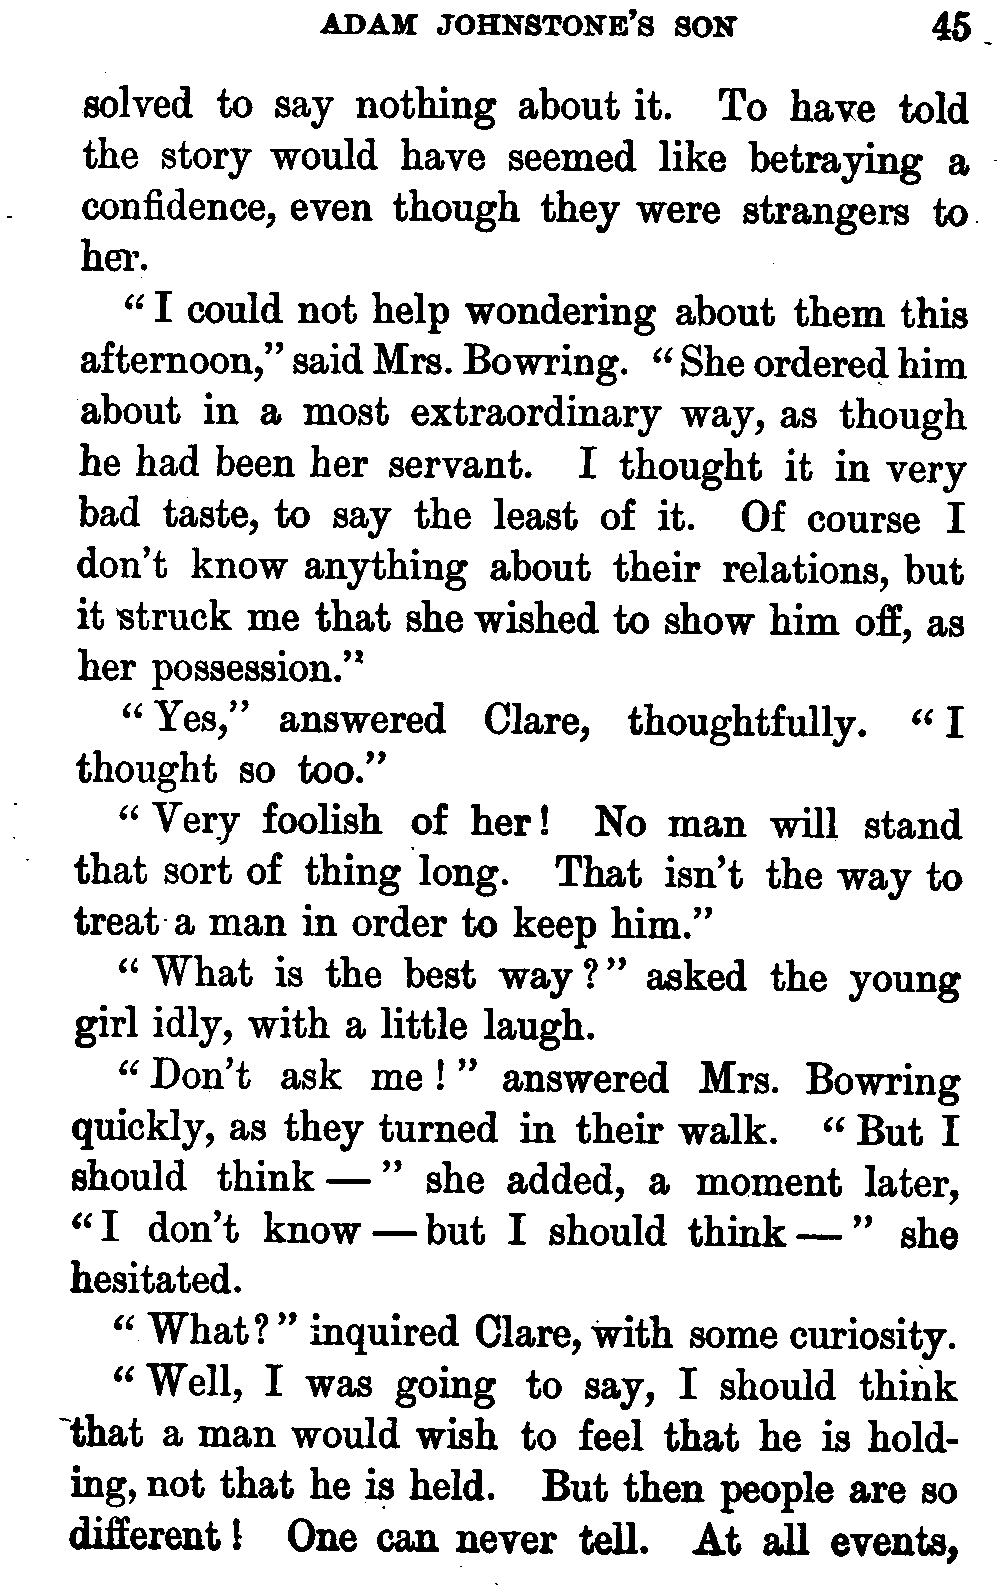 ADAM JOHNSTONE'S SON 45
solved to say nothing about it. To have told
the story would have seemed like betraying a
confidence, even though they were strangers to
her.
"I could not help wondering about them this
afternoon," said Mrs. Bowring. "She ordered him
about in a most extraordinary way, as though
he had been her servant. I thought it in very
bad taste, to say the least of it. Of course I
don't know anything about their relations, but
it struck me that she wished to show him off, as
her possession."
"Yes," answered Clare, thoughtfully. "I
thought so too."
"Very foolish of her! No man will stand
that sort of thing long. That isn't the way to
treat a man in order to keep him."
"What is the best way?" asked the young
girl idly, with a little laugh.
"Don't ask me!" answered Mrs. Bowring
quickly, as they turned in their walk. "But I
should think—" she added, a moment later,
"I don't know—but I should think—" she
hesitated.
"What?" inquired Clare, with some curiosity.
"Well, I was going to say, I should think
that a man would wish to feel that he is hold-
ing, not that he is held. But then people are so
different! One can never tell. At all events,